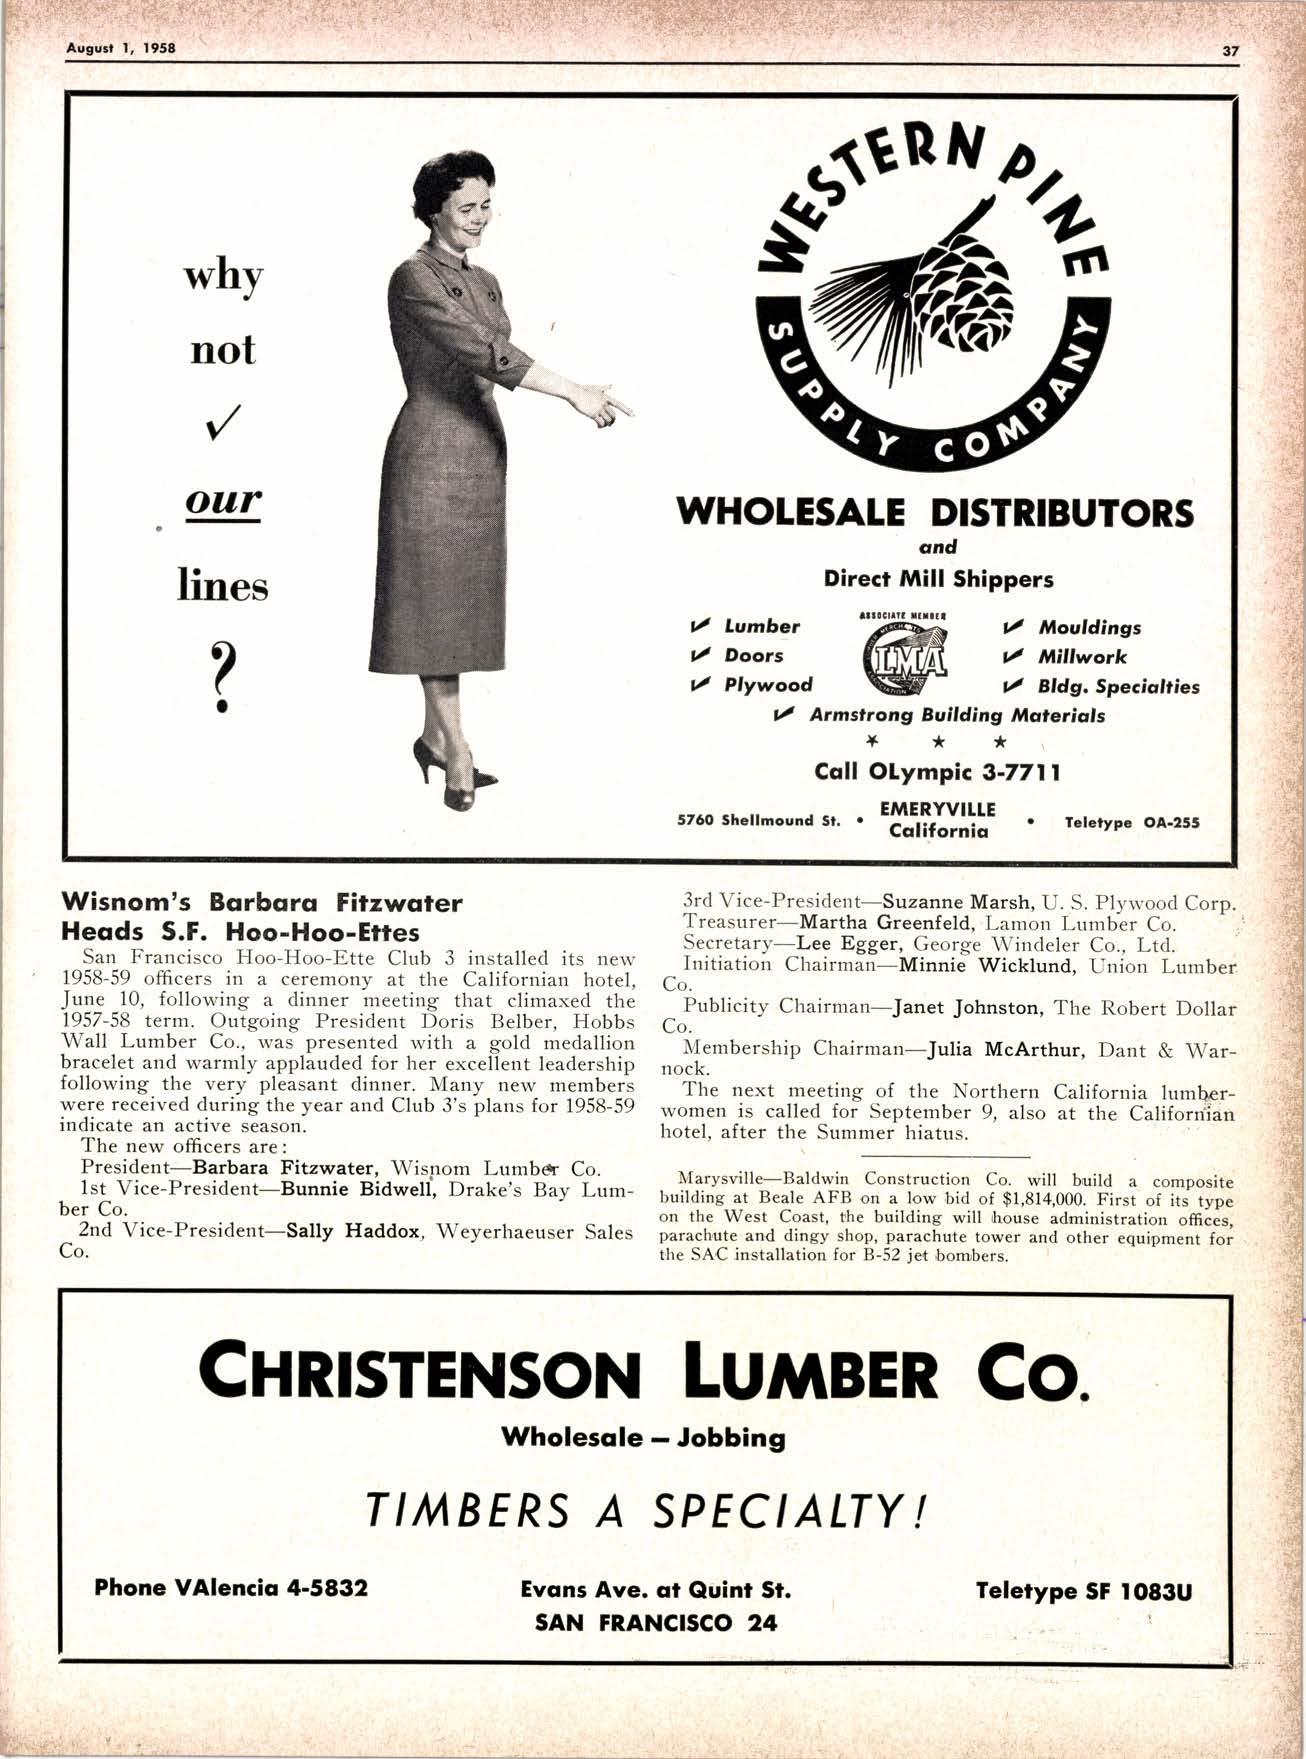 August 1, 1958
37
why
not
✓
our
lines
?
WESTERN PINE
SUPPLY COMPANY
WHOLESALE DISTRIBUTORS
and
Direct Mill Shippers
✓ Lumber
✓ Doors
✓ Plywood
ASSOCIATE MEMBER
LUMBER MERCHANTS
LMA
ASSOCIATION
✓ Mouldings
✓ Millwork
✓ Bldg. Specialties
✓ Armstrong Building Materials
★ ★ ★
Call OLympic 3-7711
5760 Shellmound St. • EMERYVILLE California • Teletype OA-255
Wisnom's Barbara Fitzwater
Heads S.F. Hoo-Hoo-Ettes
San Francisco Hoo-Hoo-Ette Club 3 installed its new
1958-59 officers in a ceremony at the Californian hotel,
June 10, following a dinner meeting that climaxed the
1957-58 term. Outgoing President Doris Belber, Hobbs
Wall Lumber Co., was presented with a gold medallion
bracelet and warmly applauded for her excellent leadership
following the very pleasant dinner. Many new members
were received during the year and Club 3's plans for 1958-59
indicate an active season.
The new officers are:
President—Barbara Fitzwater, Wisnom Lumber Co.
1st Vice-President—Bunnie Bidwell, Drake's Bay Lum-
ber Co.
2nd Vice-President—Sally Haddox, Weyerhaeuser Sales
Co.
3rd Vice-President—Suzanne Marsh, U. S. Plywood Corp.
Treasurer—Martha Greenfeld, Lamon Lumber Co.
Secretary—Lee Egger, George Windeler Co., Ltd.
Initiation Chairman—Minnie Wicklund, Union Lumber
Co.
Publicity Chairman—Janet Johnston, The Robert Dollar
Co.
Membership Chairman—Julia McArthur, Dant & War-
nock.
The next meeting of the Northern California lumber-
women is called for September 9, also at the Californian
hotel, after the Summer hiatus.
Marysville—Baldwin Construction Co. will build a composite
building at Beale AFB on a low bid of $1,814,000. First of its type
on the West Coast, the building will house administration offices,
parachute and dingy shop, parachute tower and other equipment for
the SAC installation for B-52 jet bombers.
CHRISTENSON LUMBER CO.
Wholesale — Jobbing
TIMBERS A SPECIALTY!
Phone VAlencia 4-5832
Evans Ave. at Quint St.
SAN FRANCISCO 24
Teletype SF 1083U